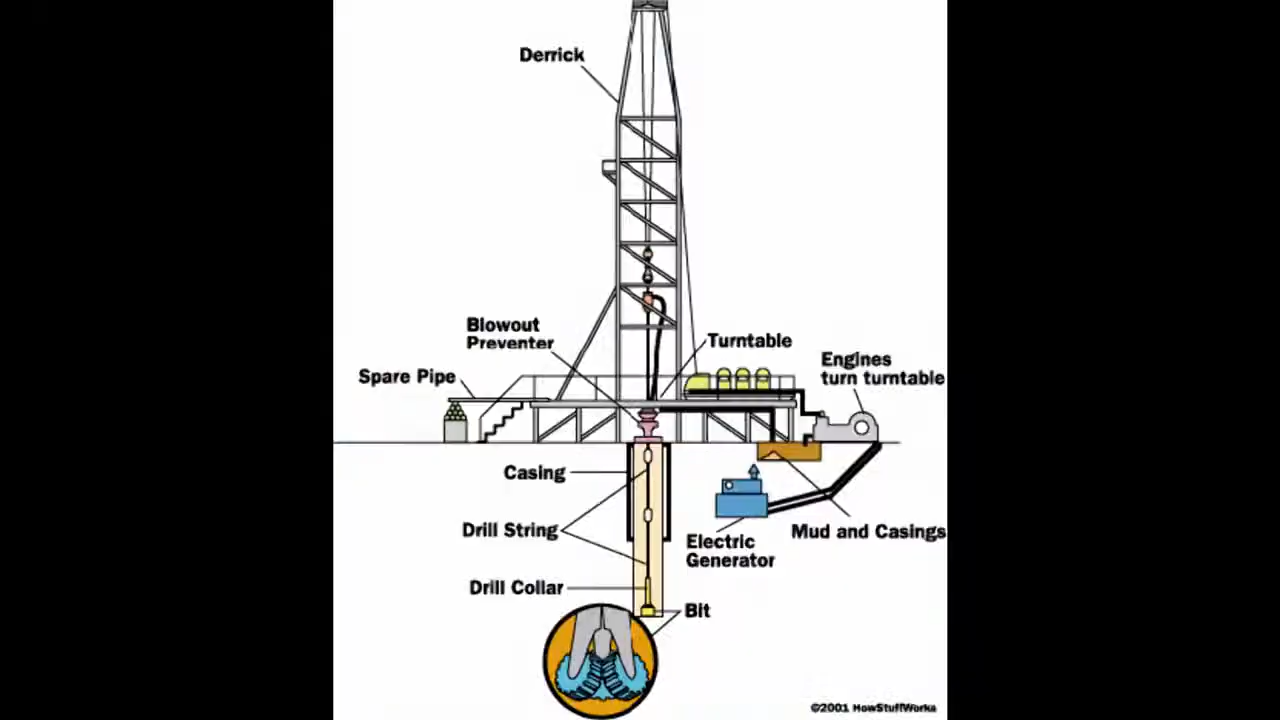 Derrick
Blowout
Preventer
Turntable
Spare Pipe
Engines
turn turntable
Casing
Drill String
Mud and Casings
Electric
Generator
Drill Collar
Bit
©2001 HowStuffWorks